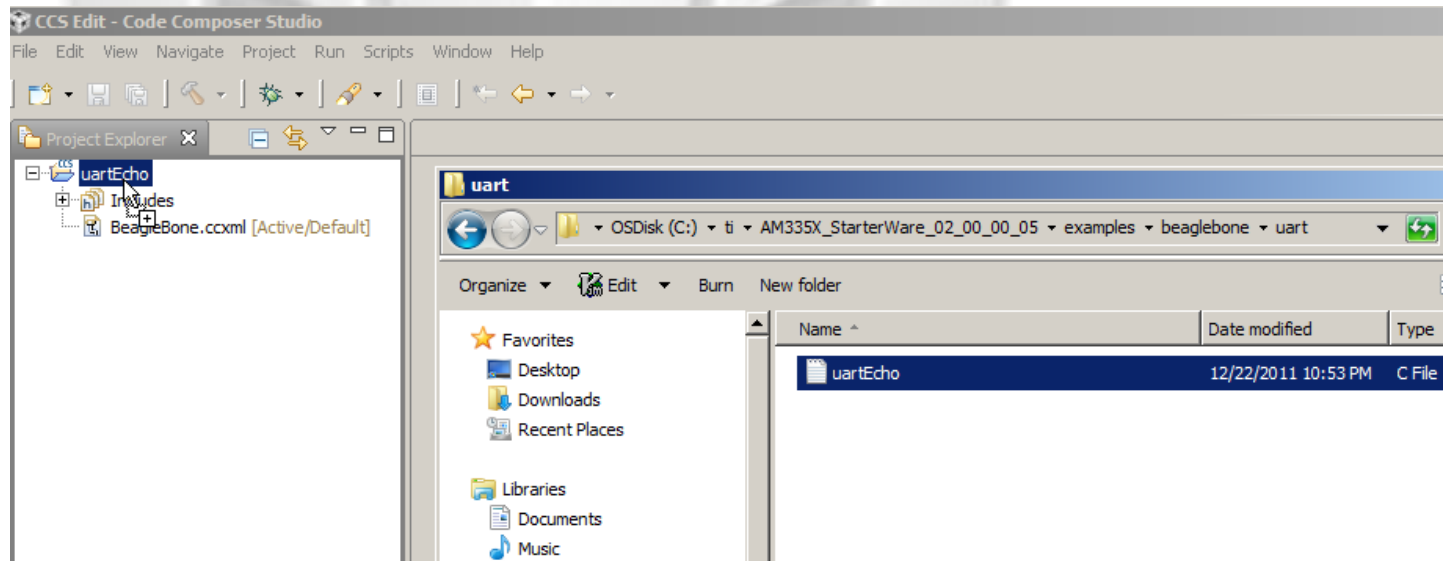 CCS Edit - Code Composer Studio
File Edit View Navigate Project Run Scripts Window Help
Project Explorer
uartEcho
Includes
BeagleBone.ccxml [Active/Default]
uart
OSDisk (C:) ti AM335X_StarterWare_02_00_00_05 examples beaglebone uart
Organize Edit Burn New folder
Favorites
Desktop
Downloads
Recent Places
Libraries
Documents
Music
Name Date modified Type
uartEcho 12/22/2011 10:53 PM C File